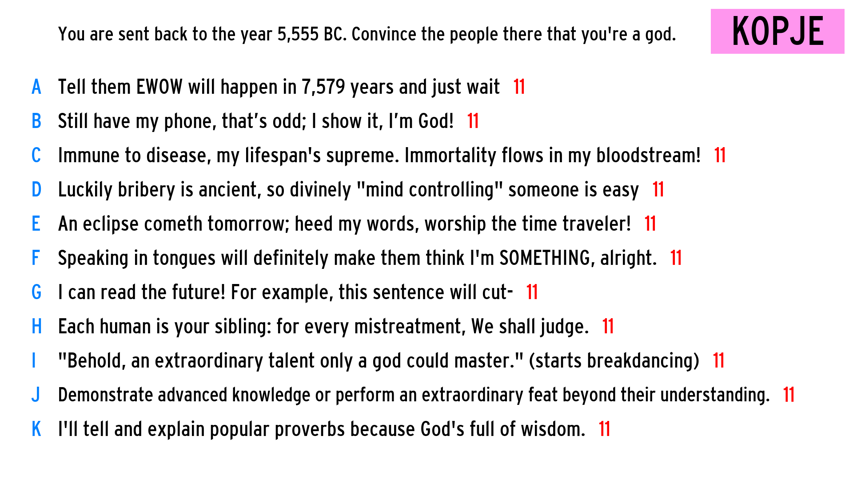 You are sent back to the year 5,555 BC. Convince the people there that you're a god.
KOPJE
A Tell them EWOW will happen in 7,579 years and just wait 11
B Still have my phone, that’s odd; I show it, I’m God! 11
C Immune to disease, my lifespan's supreme. Immortality flows in my bloodstream! 11
D Luckily bribery is ancient, so divinely "mind controlling" someone is easy 11
E An eclipse cometh tomorrow; heed my words, worship the time traveler! 11
F Speaking in tongues will definitely make them think I'm SOMETHING, alright. 11
G I can read the future! For example, this sentence will cut- 11
H Each human is your sibling: for every mistreatment, We shall judge. 11
I "Behold, an extraordinary talent only a god could master." (starts breakdancing) 11
J Demonstrate advanced knowledge or perform an extraordinary feat beyond their understanding. 11
K I'll tell and explain popular proverbs because God's full of wisdom. 11